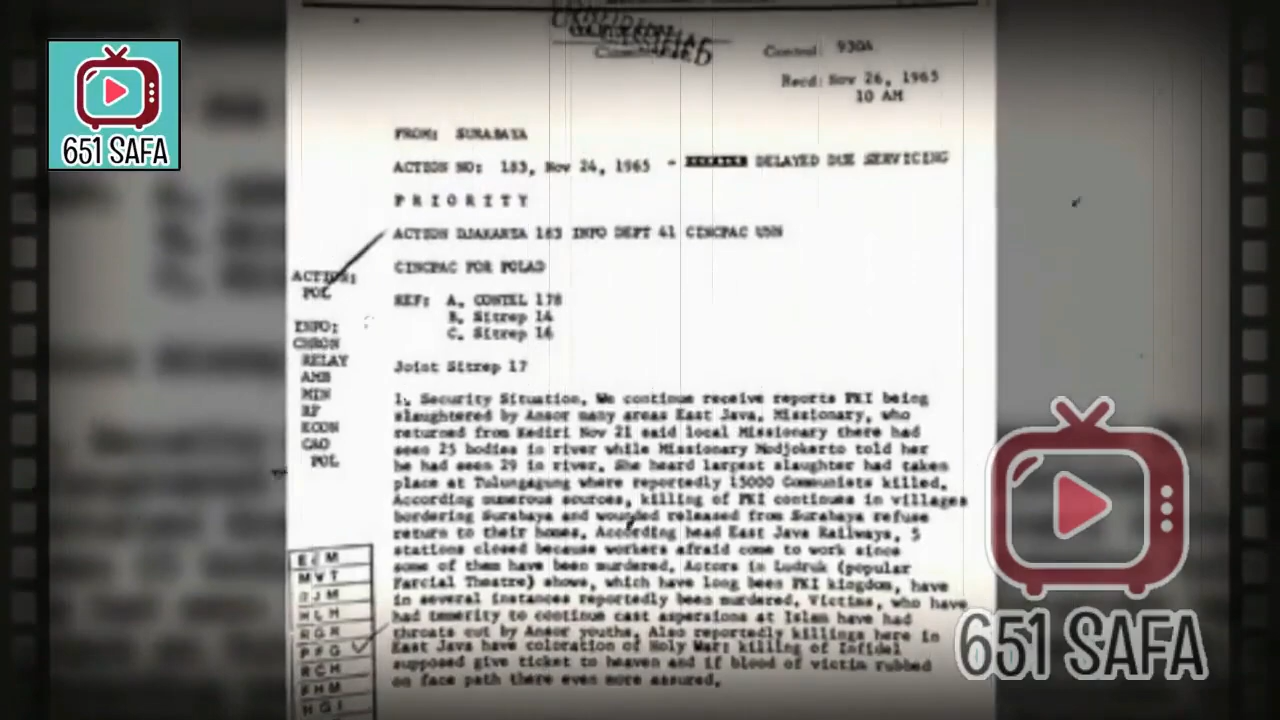 651 SAFA
UNCLASSIFIED
Control: 930A
Recd: Nov 26, 1965
10 AM
FROM: SURABAYA
ACTION NO: 183, Nov 24, 1965 - DELAYED DUE SERVICING
PRIORITY
ACTION DJAKARTA 183 INFO DEPT 41 CINCPAC UNN
CINCPAC FOR POLAD
REF: A. CONTEL 178
B. Sitrep 14
C. Sitrep 16
Joint Sitrep 17
ACTION:
POL
INFO:
CHRON
RELAY
AMB
MIN
RF
ECON
CAO
POL
1. Security Situation. We continue receive reports PKI being
slaughtered by Ansor many areas East Java. Missionary, who
returned from Kediri Nov 21 said local Missionary there had
seen 25 bodies in river while Missionary Modjokerto told her
he had seen 29 in river. She heard largest slaughter had taken
place at Tulungagung where reportedly 15000 Communists killed.
According numerous sources, killing of PKI continues in villages
bordering Surabaya and wounded released from Surabaya refuse
return to their homes. According head East Java Railways, 5
stations closed because workers afraid come to work since
some of them have been murdered. Actors in Ludruk (popular
Farcial Theatre) shows, which have long been PKI kingdom, have
in several instances reportedly been murdered. Victims, who have
had temerity to continue cast aspersions at Islam have had
throats cut by Ansor youths. Also reportedly killings here in
East Java have coloration of Holy War: killing of Infidel
supposed give ticket to heaven and if blood of victim rubbed
on face path there even more assured.
MVT
HLH
RGR
PFG
RCH
FHM
HGI
651 SAFA